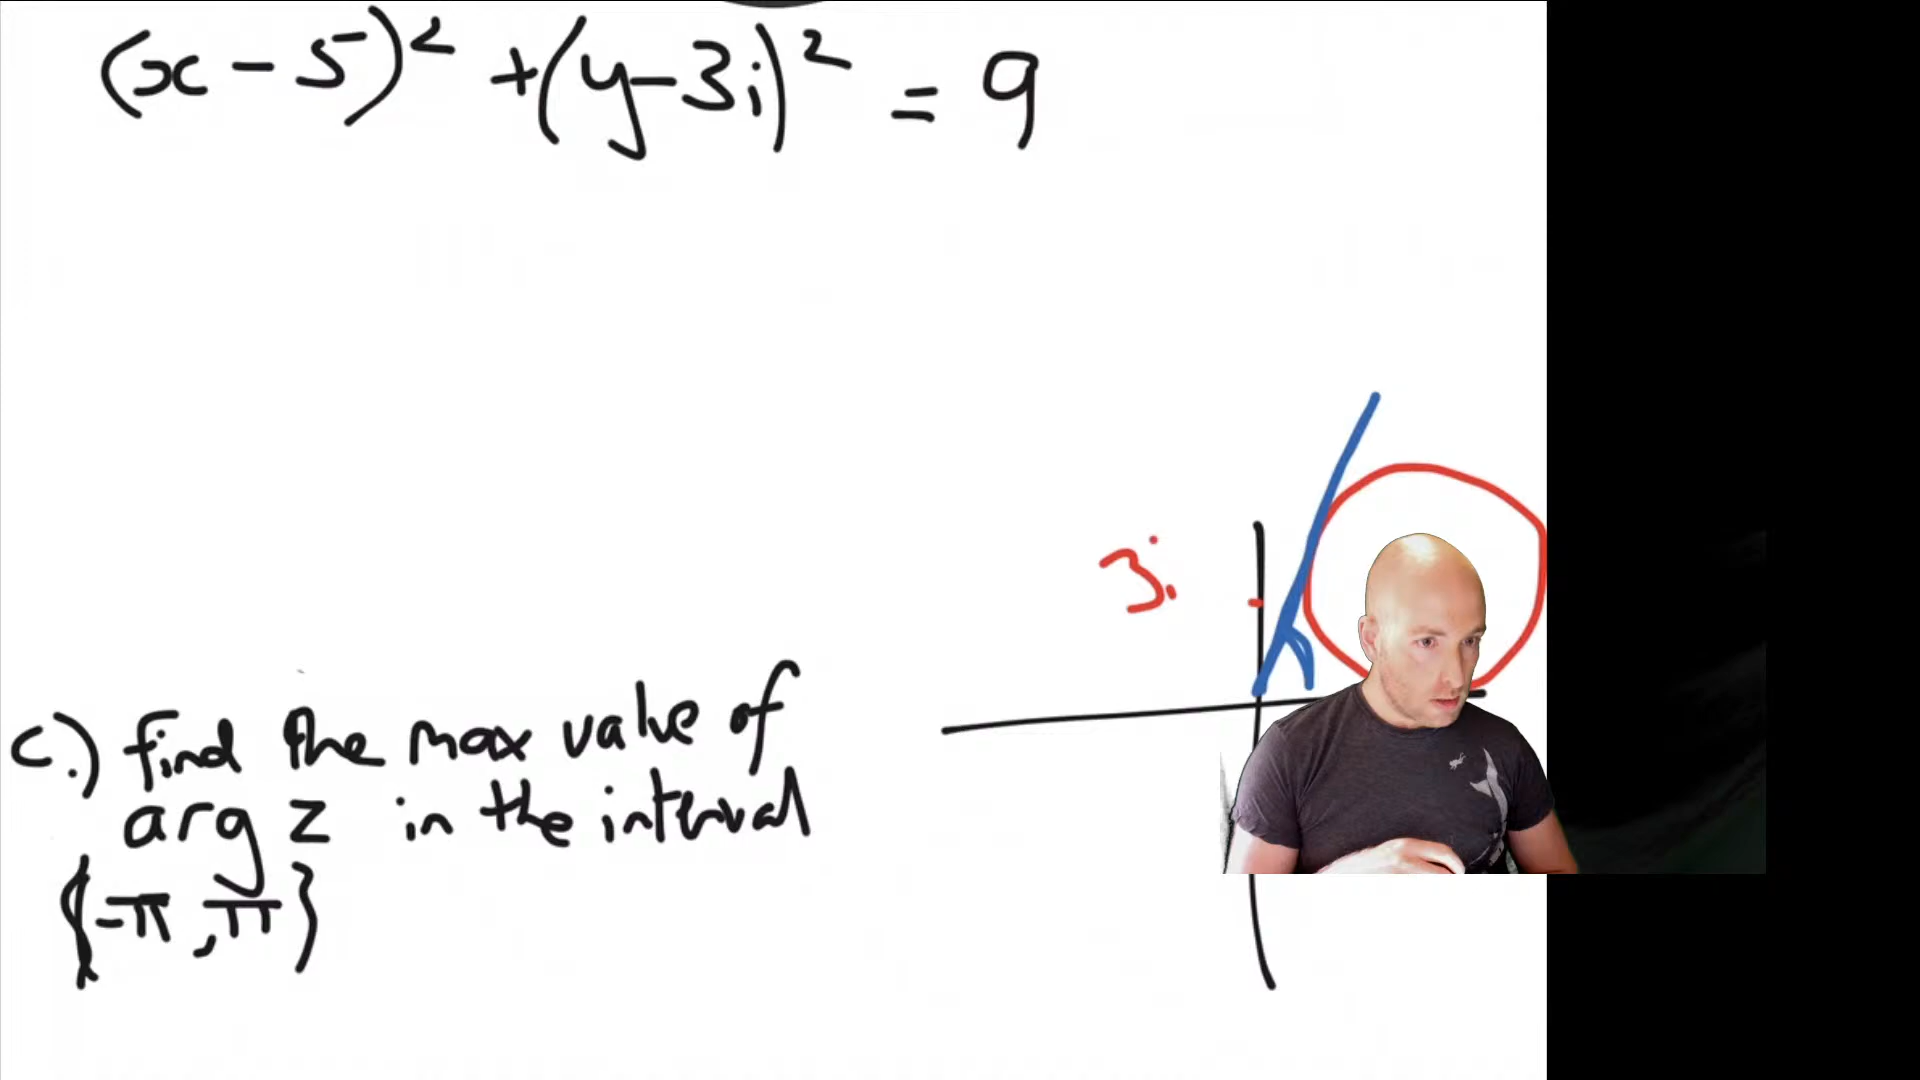 (x - 5)² + (y - 3i)² = 9
3i
c.) find the max value of
arg z in the interval
{-π, π}